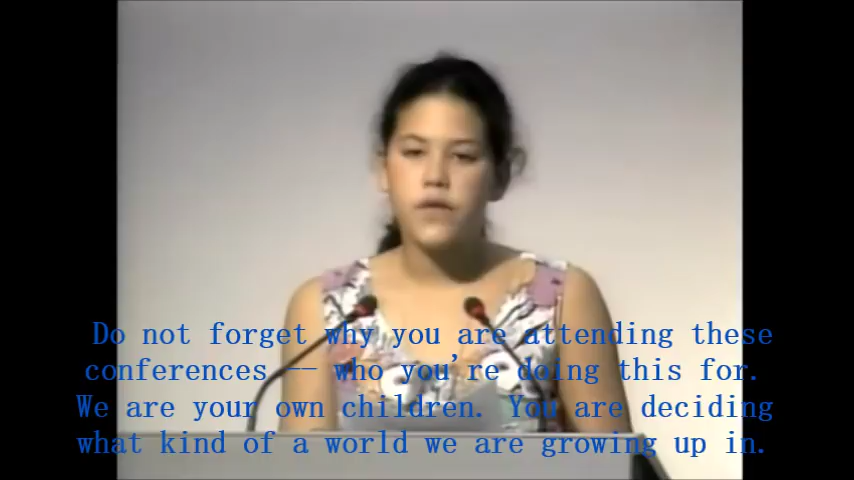 Do not forget why you are attending these
conferences -- who you're doing this for.
We are your own children. You are deciding
what kind of a world we are growing up in.